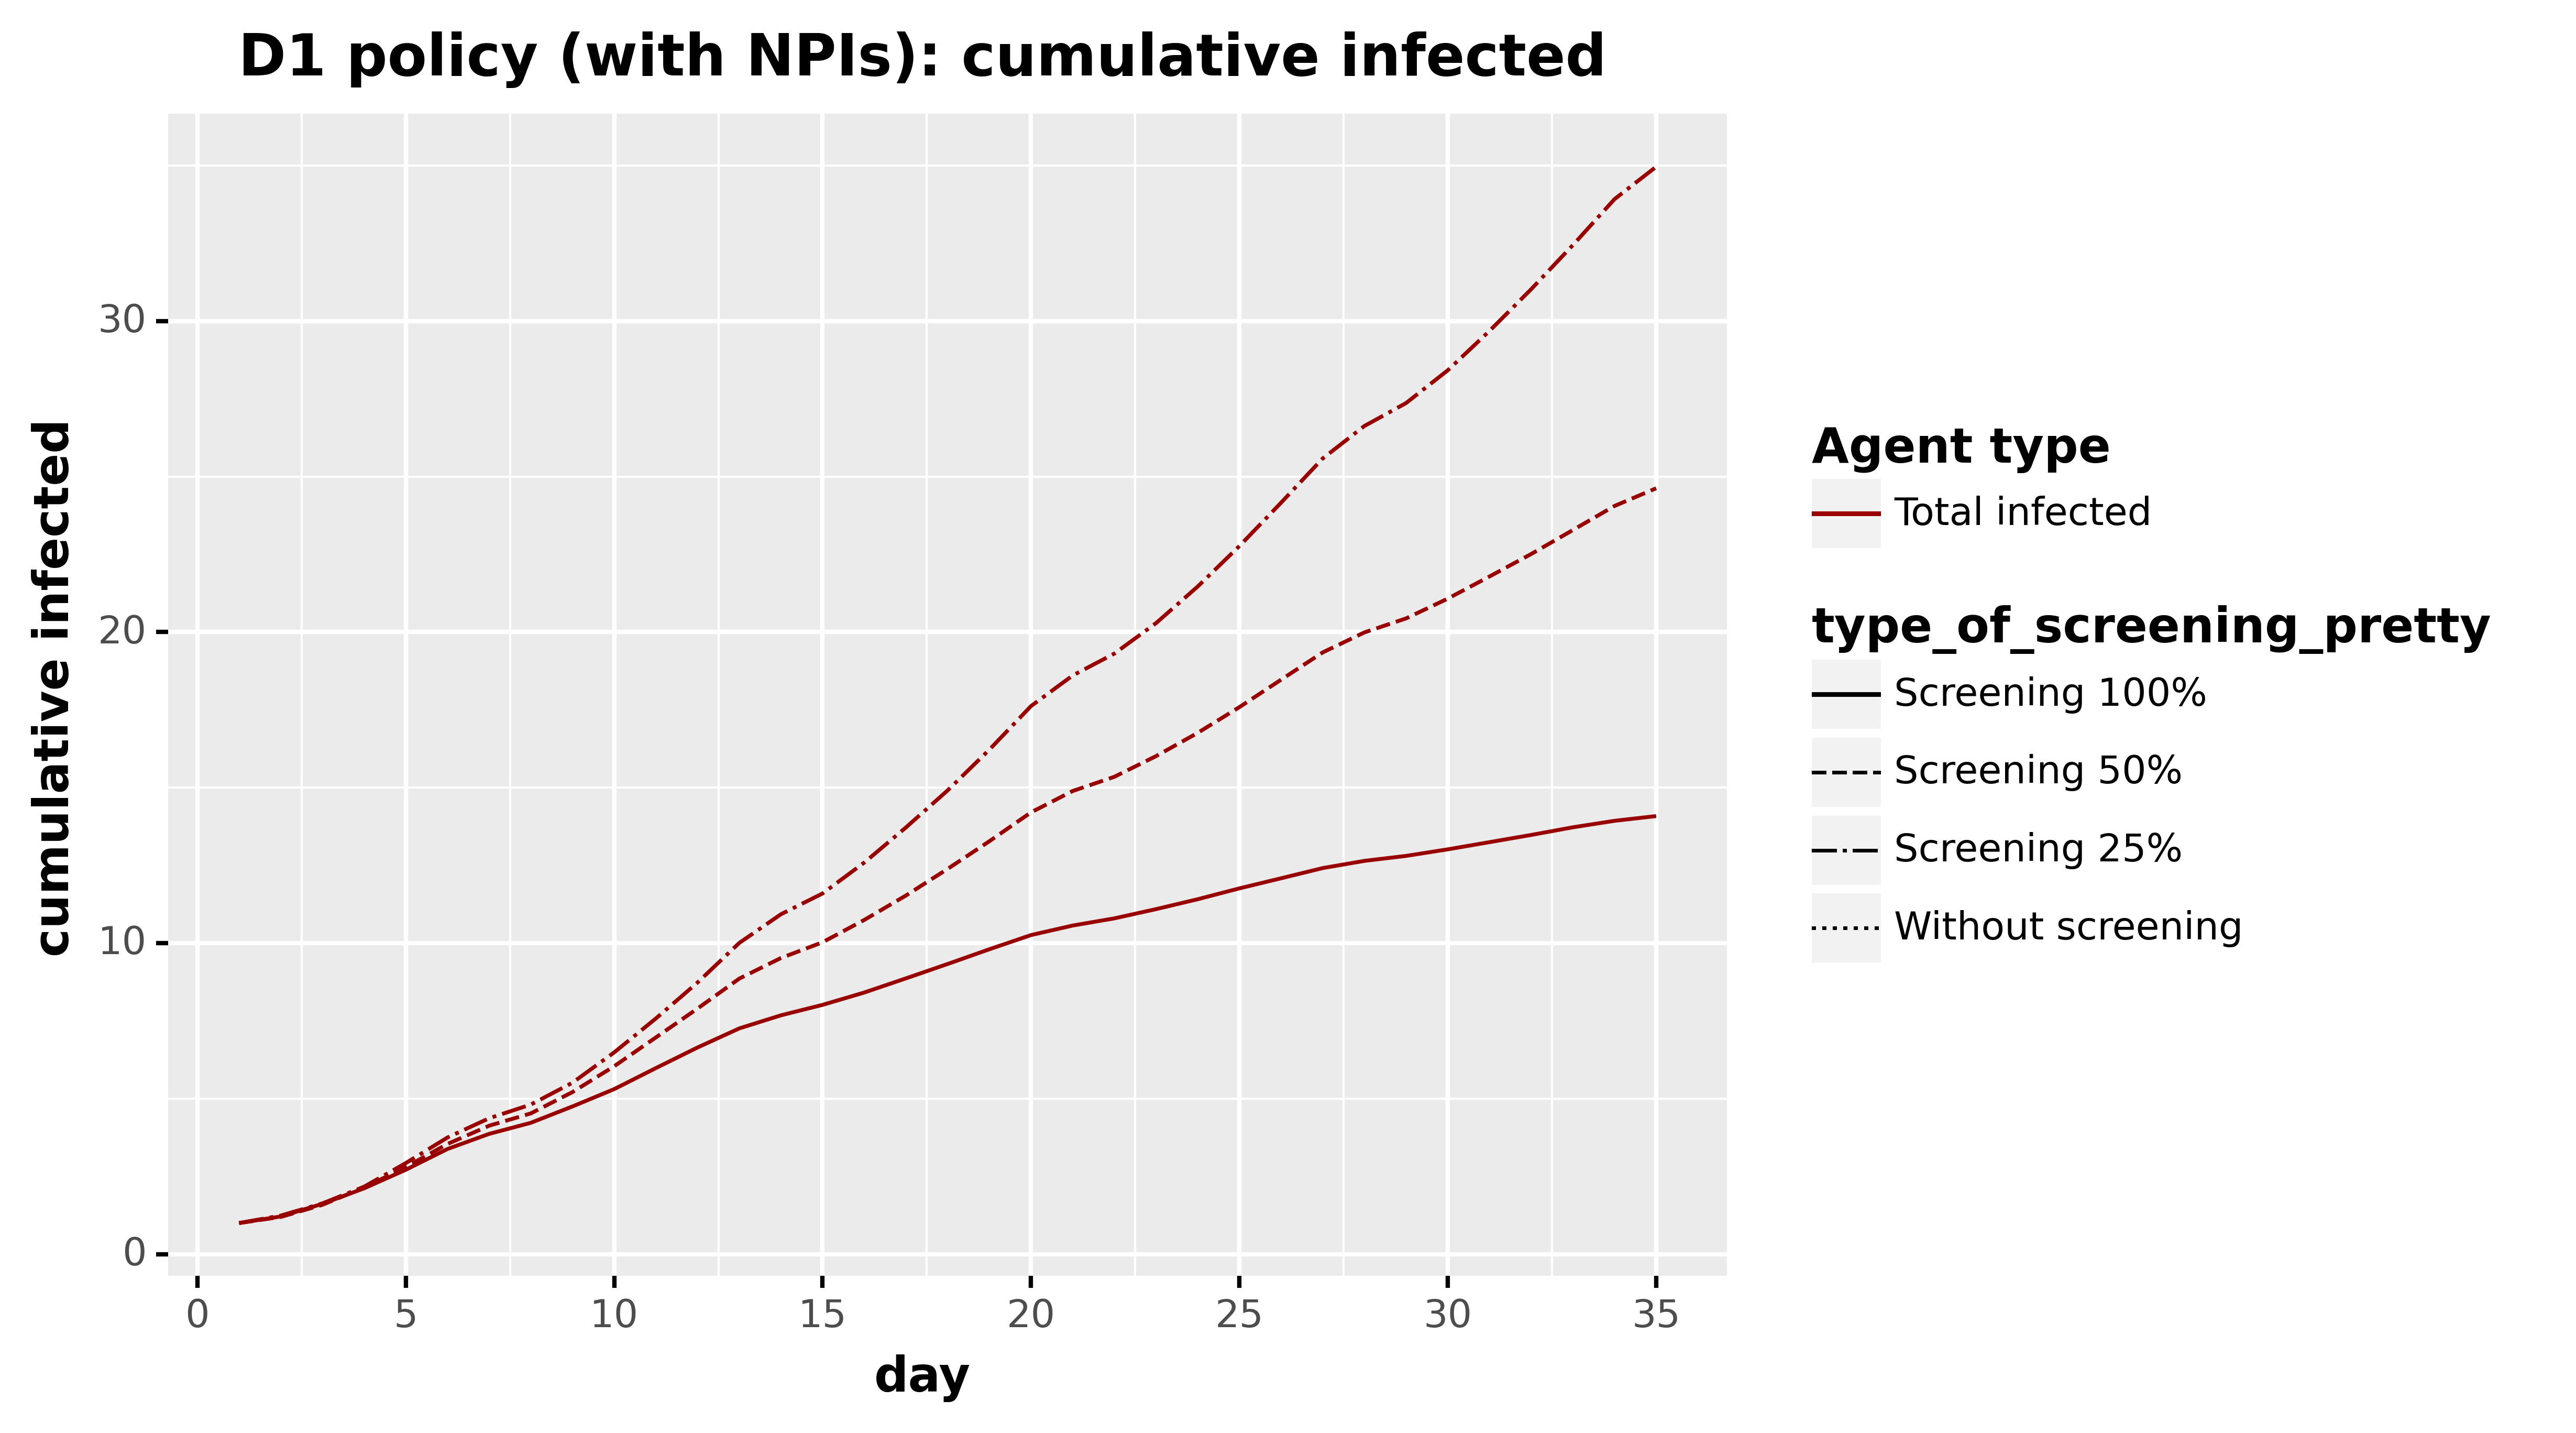 D1 policy (with NPIs): cumulative infected
cumulative infected
30
20
10
0
0 5 10 15 20 25 30 35
day
Agent type
Total infected
type_of_screening_pretty
Screening 100%
Screening 50%
Screening 25%
Without screening